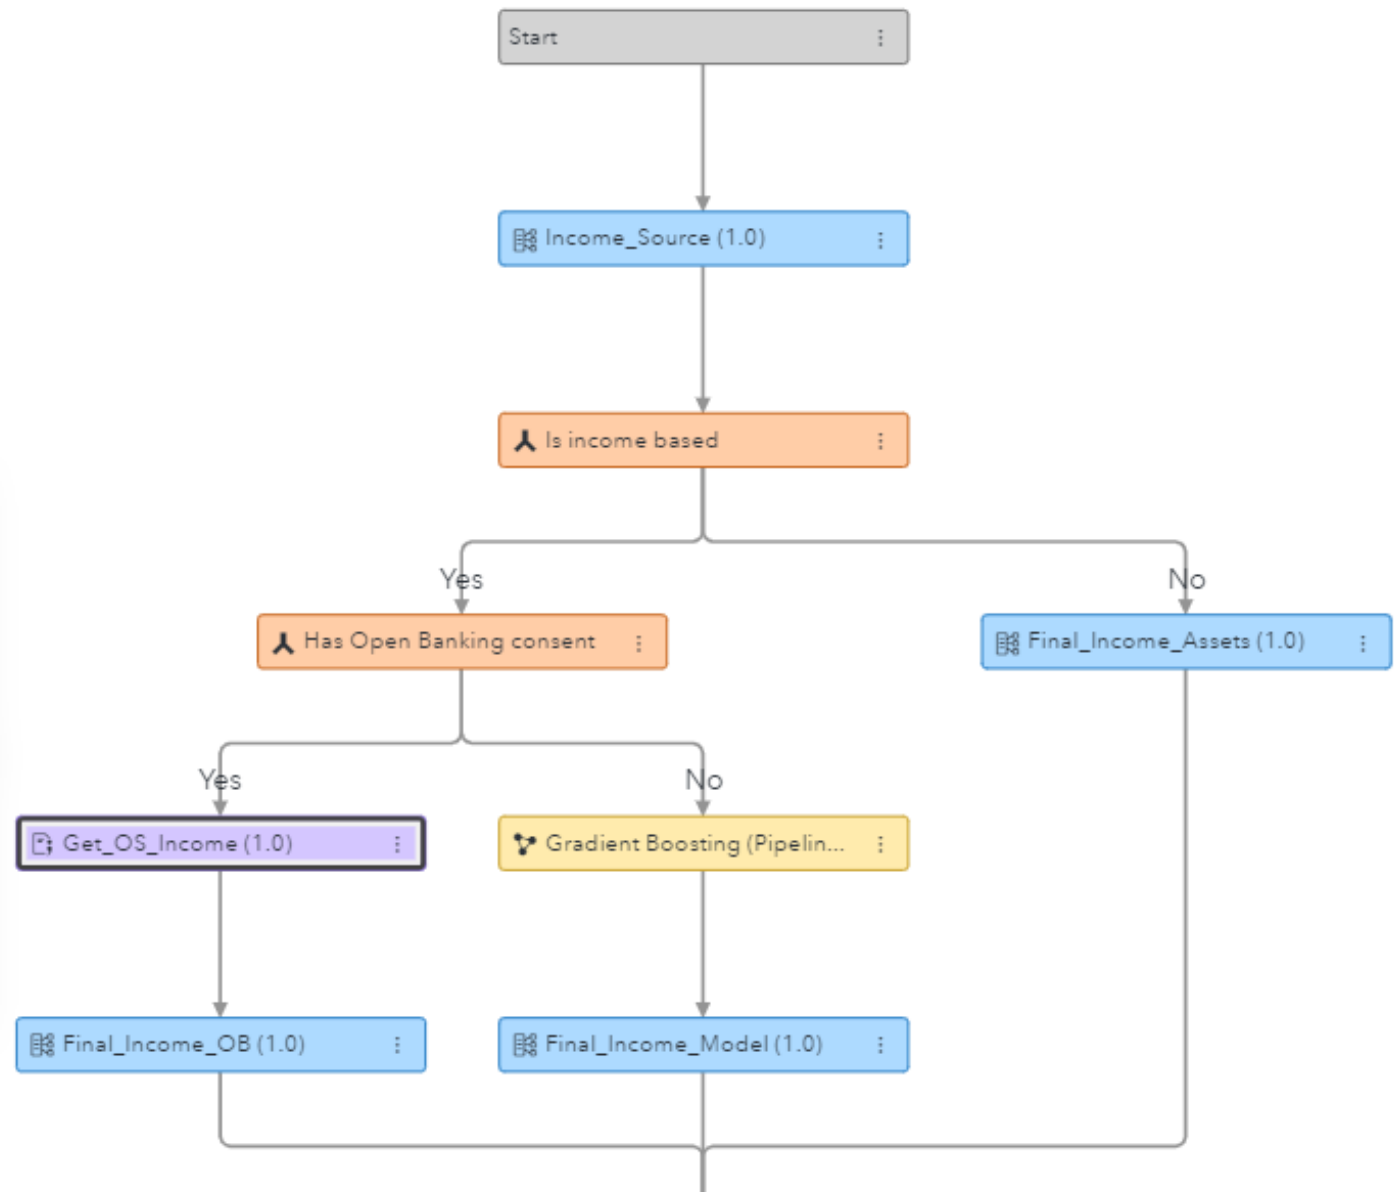 Start
Income_Source (1.0)
Is income based
Yes
No
Has Open Banking consent
Final_Income_Assets (1.0)
Yes
No
Get_OS_Income (1.0)
Gradient Boosting (Pipelin...
Final_Income_OB (1.0)
Final_Income_Model (1.0)